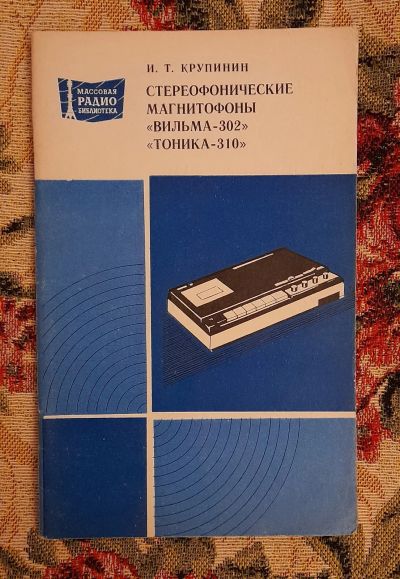 МАССОВАЯ
РАДИО
БИБЛИОТЕКА
И. Т. КРУПИНИН
СТЕРЕОФОНИЧЕСКИЕ
МАГНИТОФОНЫ
«ВИЛЬМА-302»
«ТОНИКА-310»